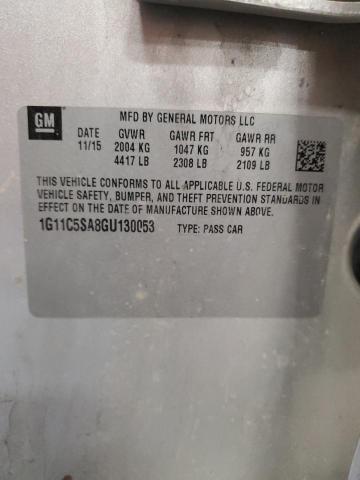 GM
MFD BY GENERAL MOTORS LLC
DATE GVWR GAWR FRT GAWR RR
11/15 2004 KG 1047 KG 957 KG
4417 LB 2308 LB 2109 LB
THIS VEHICLE CONFORMS TO ALL APPLICABLE U.S. FEDERAL MOTOR
VEHICLE SAFETY, BUMPER, AND THEFT PREVENTION STANDARDS IN
EFFECT ON THE DATE OF MANUFACTURE SHOWN ABOVE.
1G11C5SA8GU130053 TYPE: PASS CAR